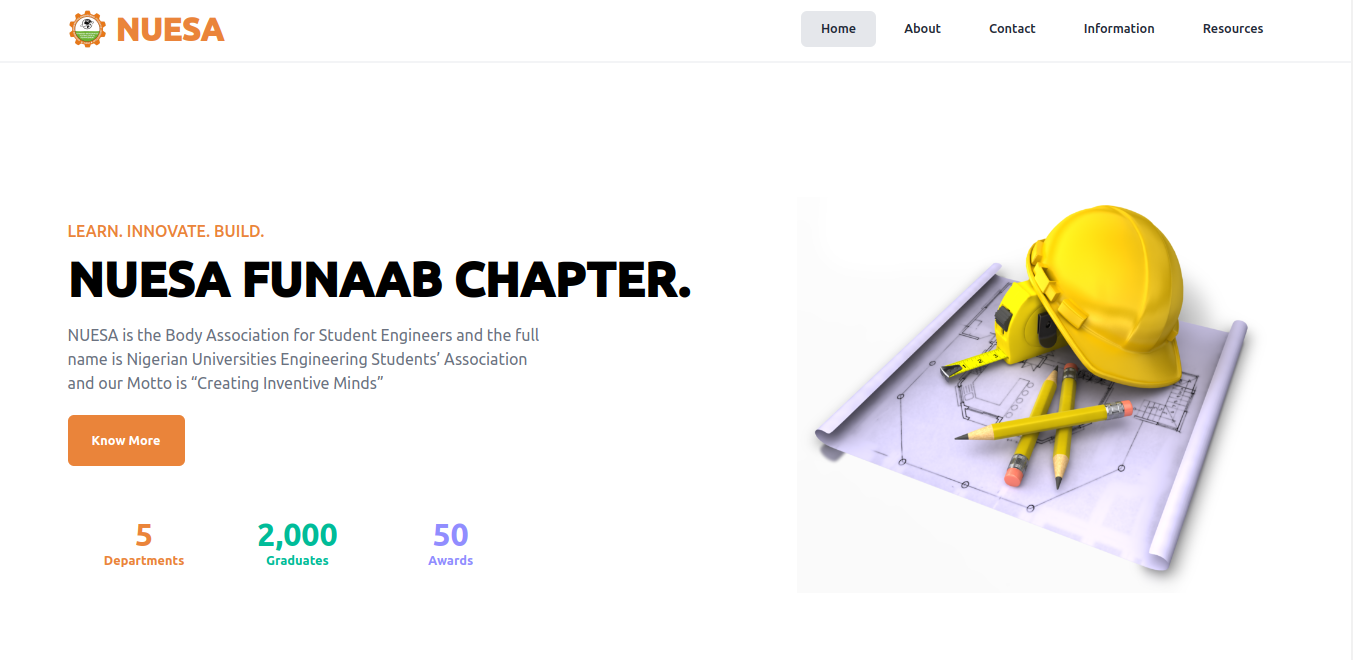 NUESA
Home
About
Contact
Information
Resources
LEARN. INNOVATE. BUILD.
NUESA FUNAAB CHAPTER.
NUESA is the Body Association for Student Engineers and the full
name is Nigerian Universities Engineering Students’ Association
and our Motto is “Creating Inventive Minds”
Know More
5
Departments
2,000
Graduates
50
Awards